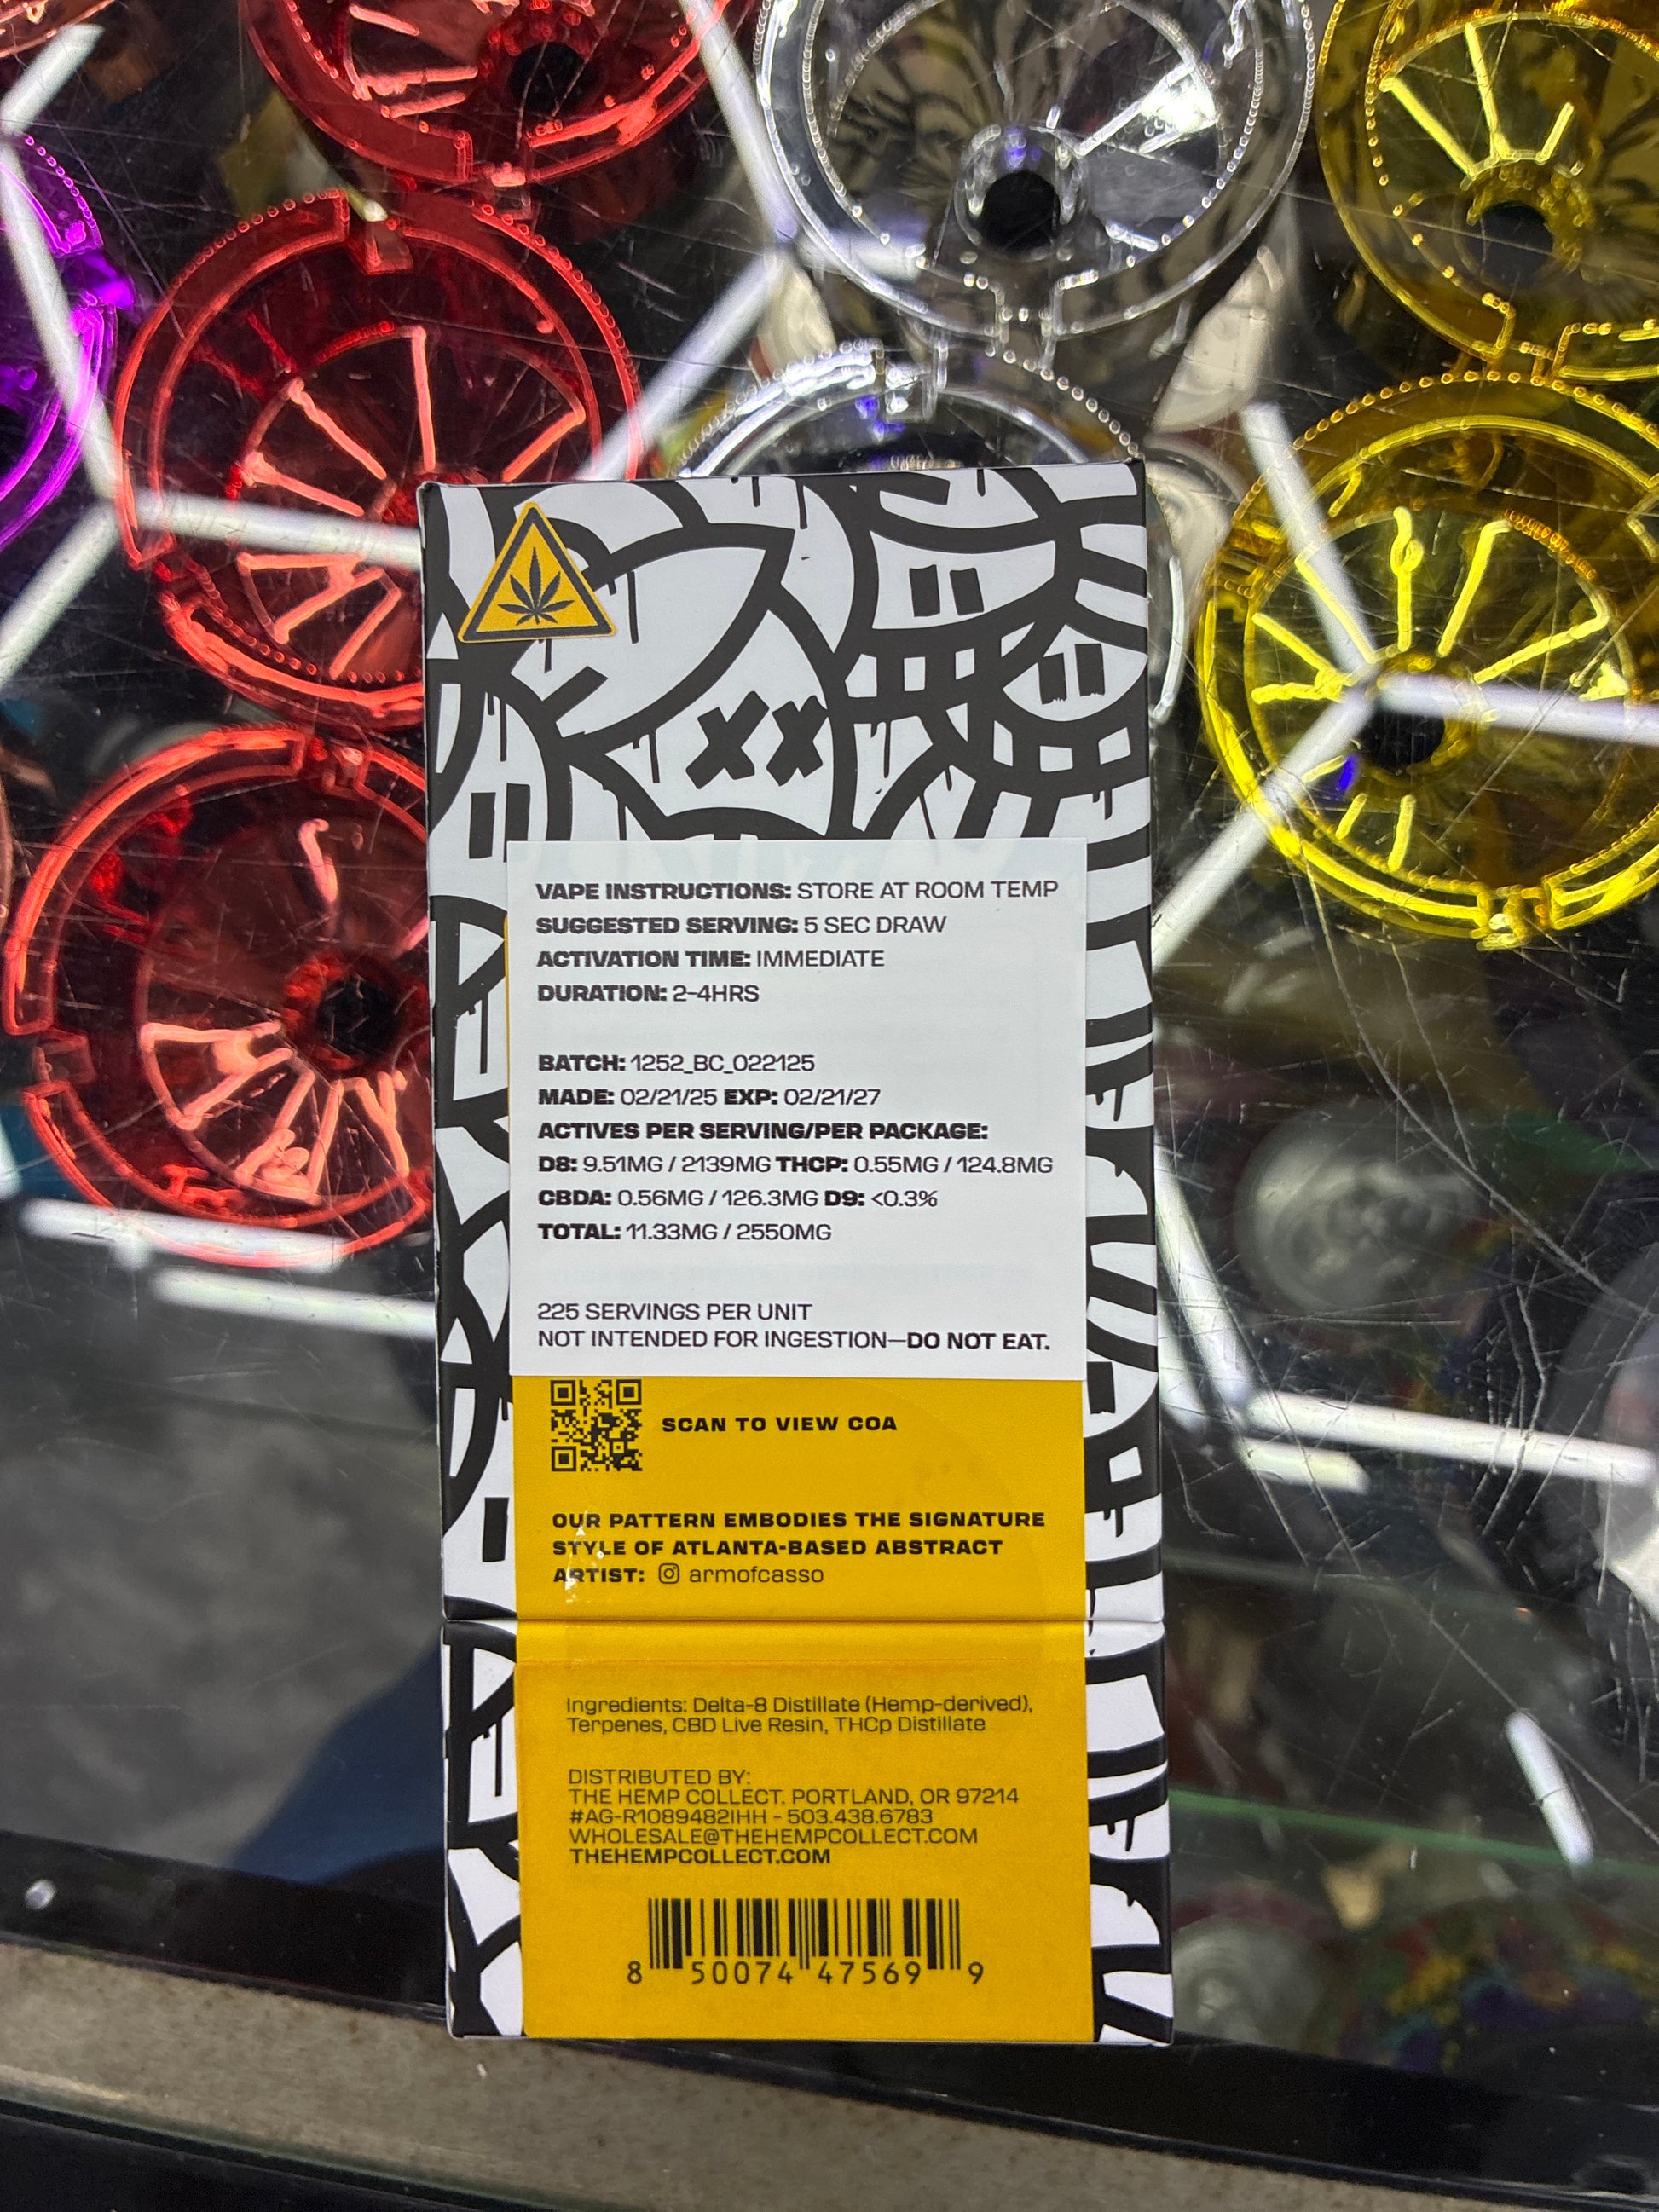 VAPE INSTRUCTIONS: STORE AT ROOM TEMP
SUGGESTED SERVING: 5 SEC DRAW
ACTIVATION TIME: IMMEDIATE
DURATION: 2-4HRS
BATCH: 1252_BC_022125
MADE: 02/21/25 EXP: 02/21/27
ACTIVES PER SERVING/PER PACKAGE:
D8: 9.51MG / 2139MG THCP: 0.55MG / 124.8MG
CBDA: 0.56MG / 126.3MG D9: <0.3%
TOTAL: 11.33MG / 2550MG
225 SERVINGS PER UNIT
NOT INTENDED FOR INGESTION—DO NOT EAT.
SCAN TO VIEW COA
OUR PATTERN EMBODIES THE SIGNATURE
STYLE OF ATLANTA-BASED ABSTRACT
ARTIST: armofcasso
Ingredients: Delta-8 Distillate (Hemp-derived),
Terpenes, CBD Live Resin, THCp Distillate
DISTRIBUTED BY:
THE HEMP COLLECT. PORTLAND, OR 97214
#AG-R1089482IHH - 503.438.6783
WHOLESALE@THEHEMPCOLLECT.COM
THEHEMPCOLLECT.COM
8 50074 47569 9